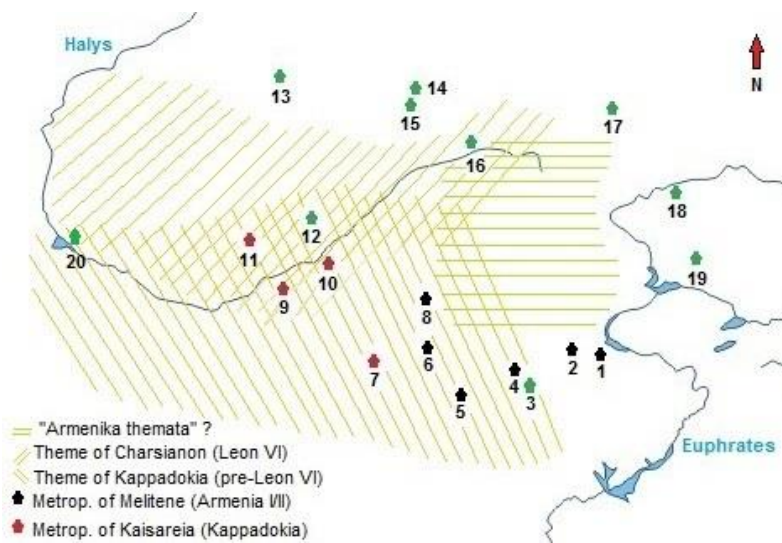 Halys
14
13
15
N
17
16
18
12
11
20
10
19
9
8
7
6
2
1
4
3
5
"Armenika themata" ?
Theme of Charsianon (Leon VI)
Theme of Kappadokia (pre-Leon VI)
Metrop. of Melitene (Armenia I/II)
Metrop. of Kaisareia (Kappadokia)
Euphrates